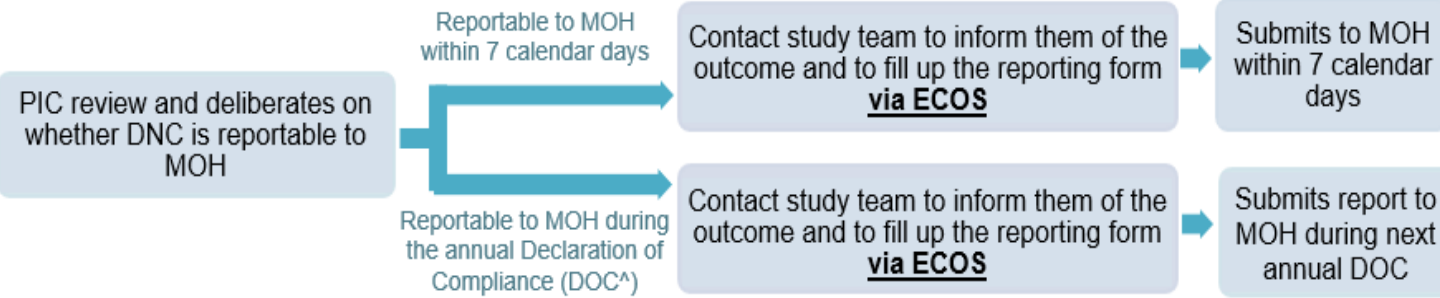 PIC review and deliberates on
whether DNC is reportable to
MOH
Reportable to MOH
within 7 calendar days
Contact study team to inform them of the
outcome and to fill up the reporting form
via ECOS
Submits to MOH
within 7 calendar
days
Reportable to MOH during
the annual Declaration of
Compliance (DOC^)
Contact study team to inform them of the
outcome and to fill up the reporting form
via ECOS
Submits report to
MOH during next
annual DOC